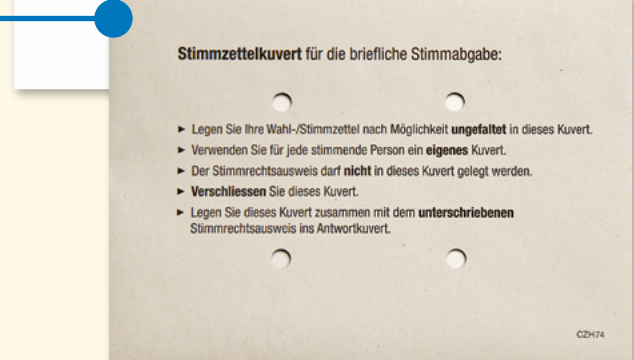 Stimmzettelkuvert für die briefliche Stimmabgabe:
► Legen Sie Ihre Wahl-/Stimmzettel nach Möglichkeit ungefaltet in dieses Kuvert.
► Verwenden Sie für jede stimmende Person ein eigenes Kuvert.
► Der Stimmrechtsausweis darf nicht in dieses Kuvert gelegt werden.
► Verschliessen Sie dieses Kuvert.
► Legen Sie dieses Kuvert zusammen mit dem unterschriebenen
Stimmrechtsausweis ins Antwortkuvert.
CZH74